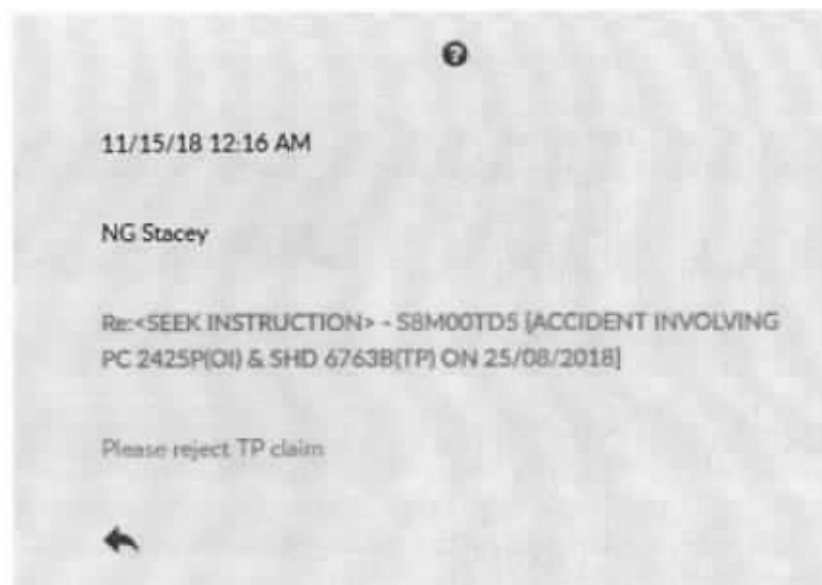 11/15/18 12:16 AM
NG Stacey
Re:<SEEK INSTRUCTION> - S8M00TD5 [ACCIDENT INVOLVING
PC 2425P(OI) & SHD 6763B(TP) ON 25/08/2018]
Please reject TP claim